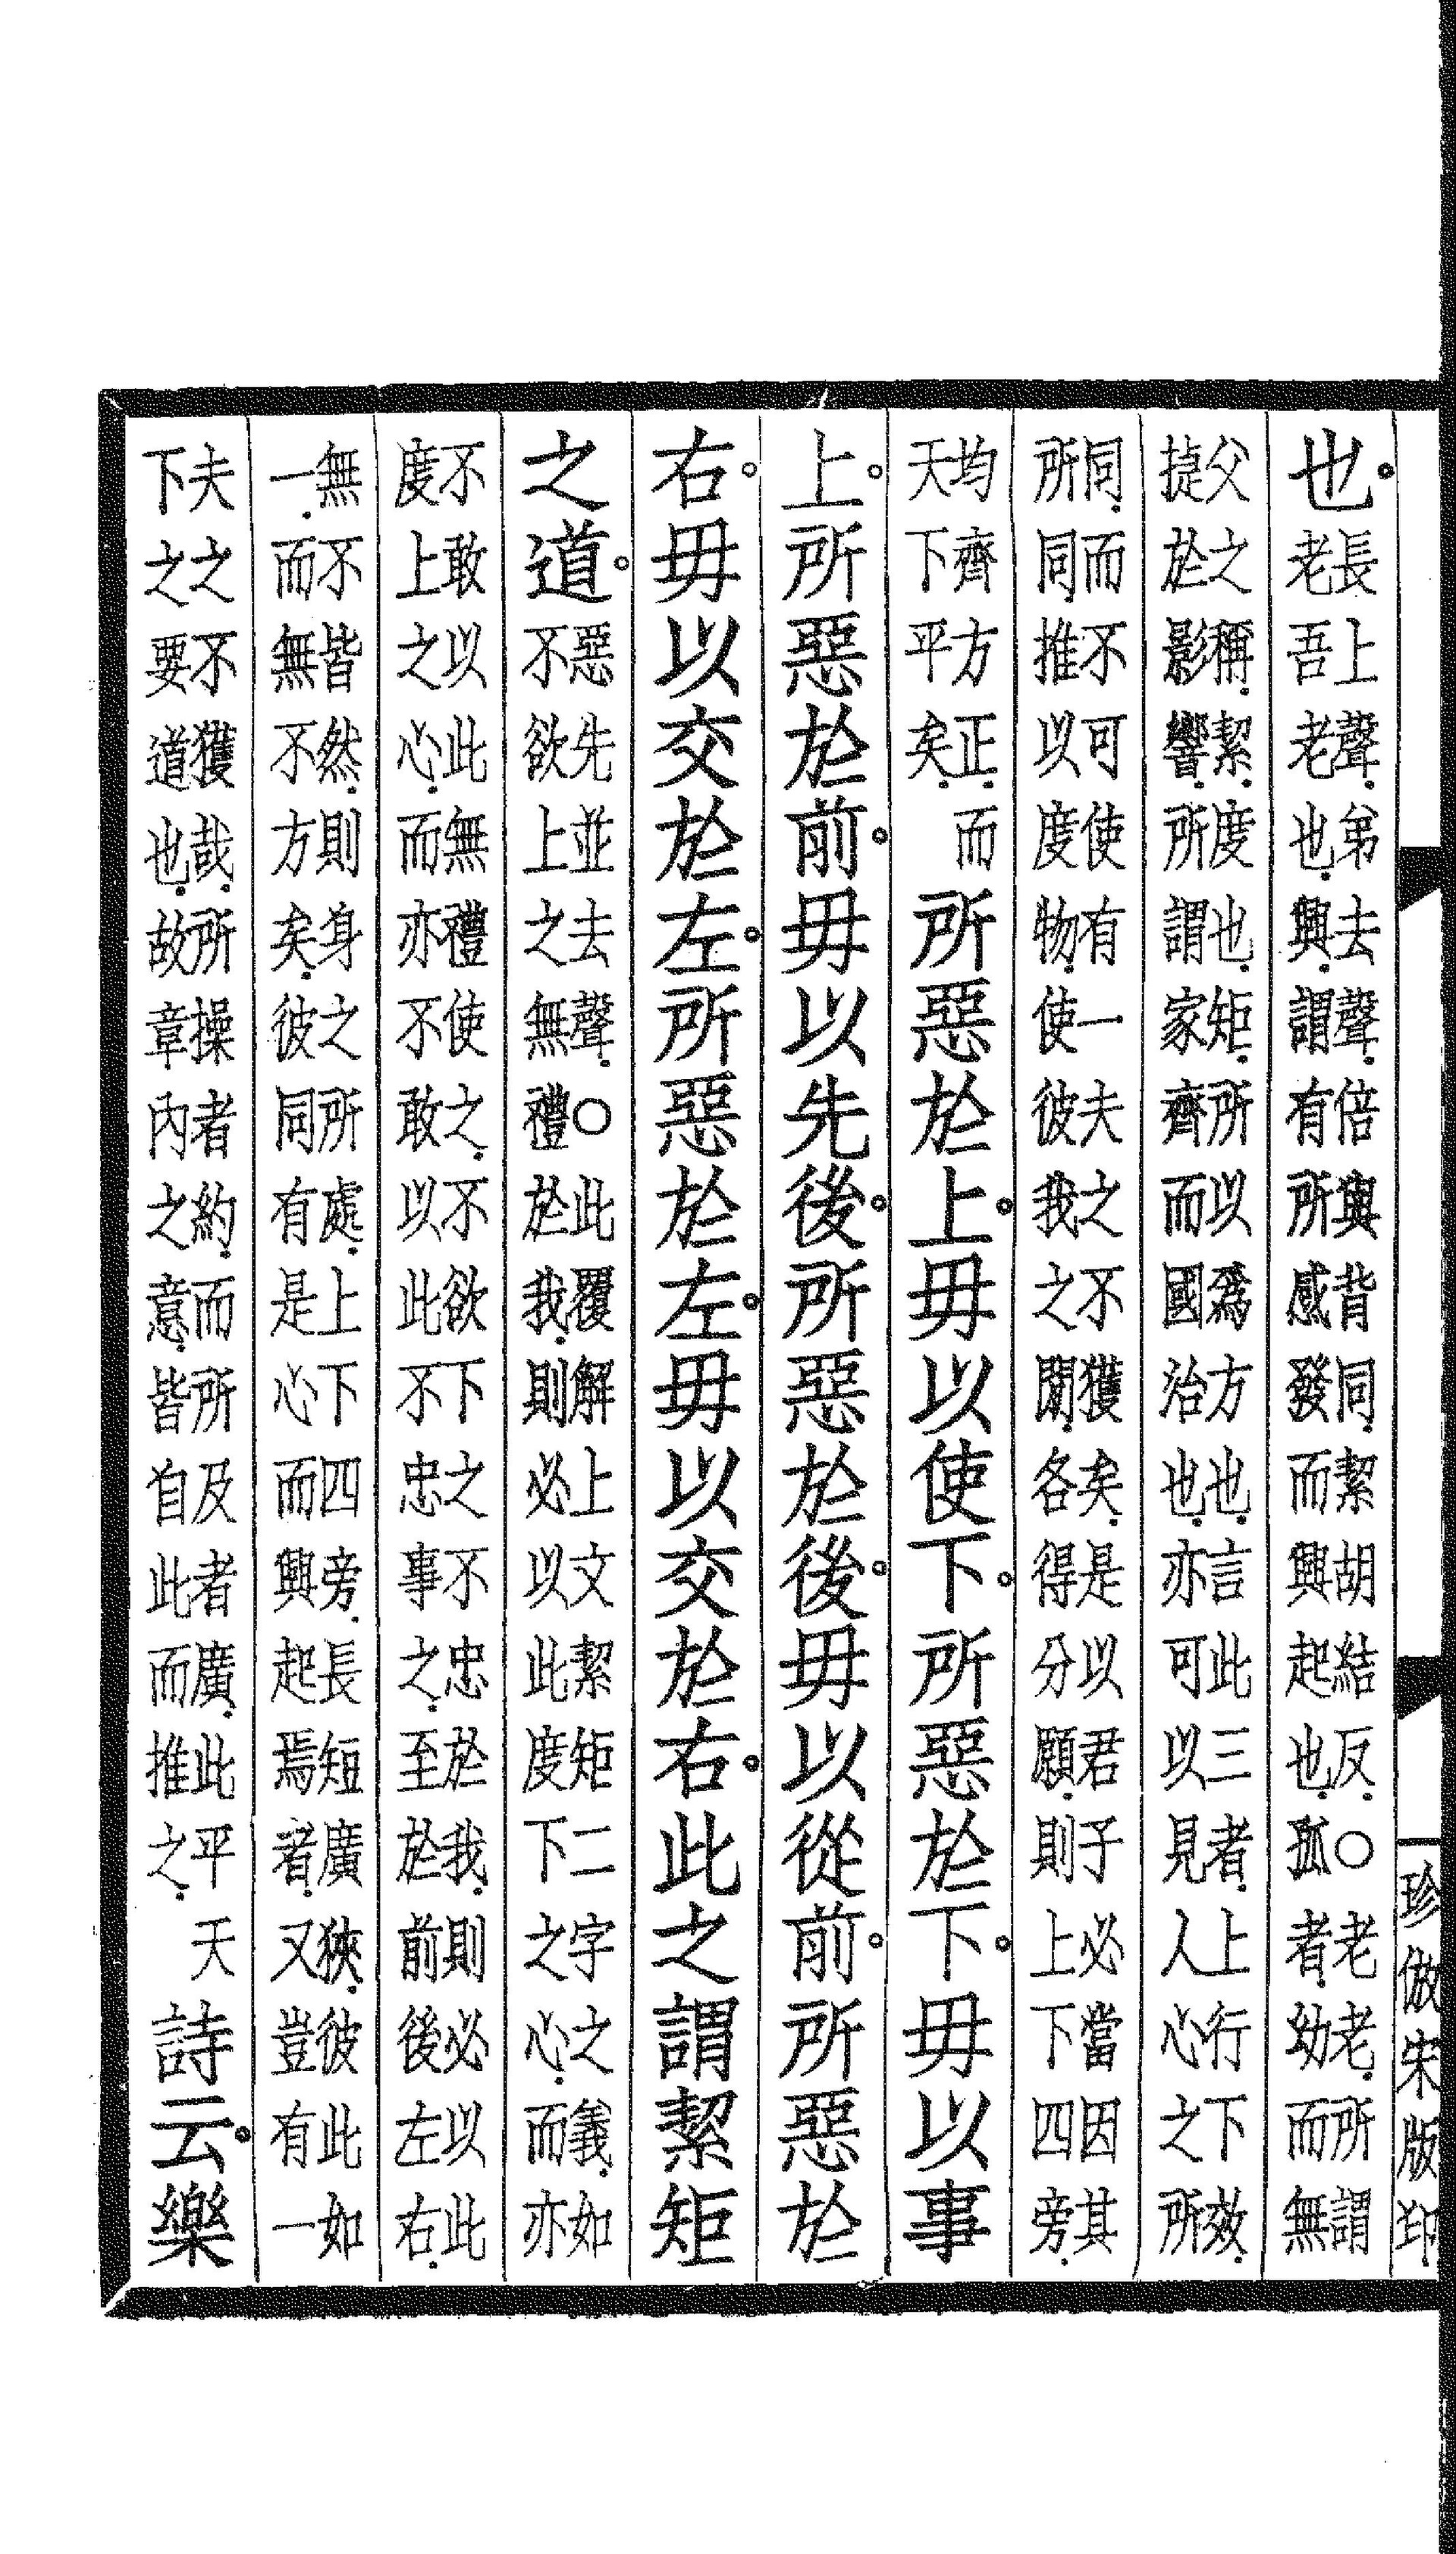 珍倣宋版印
也。
長上聲．弟去聲．倍與背同．絜胡結反．○老老．所謂
老吾老也．興謂有所感發而興起也．孤者．幼而無
父之稱．絜．度也．矩．所以爲方也．言此三者．上行下效．
捷於影響．所謂家齊而國治也．亦可以見人心之所
同．而不可使有一夫之不獲矣．是以君子必當因其
所同．推以度物．使彼我之閒．各得分願．則上下四旁．
均齊方正．而
天下平矣．
所惡於上。毋以使下。所惡於下。毋以事
上。所惡於前。毋以先後。所惡於後。毋以從前。所惡於
右。毋以交於左。所惡於左。毋以交於右。此之謂絜矩
之道。
惡先並去聲．○此覆解上文絜矩二字之義．如
不欲上之無禮於我．則必以此度下之心．而亦
不敢以此無禮使之．不欲下之不忠於我．則必以此
度上之心．而亦不敢以此不忠事之．至於前後左右．
無不皆然．則身之所處．上下四旁．長短廣狹．彼此如
一．而無不方矣．彼同有是心而興起焉者．又豈有一
夫之不獲哉．所操者約．而所及者廣．此平天
下之要道也．故章內之意．皆自此而推之．
詩云。樂